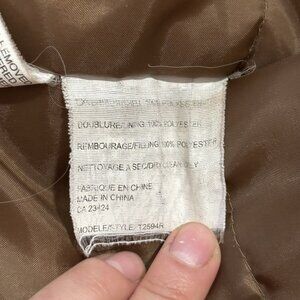 REMOVE
100% POLYESTER
DOUBLURE/LINING: 100% POLYESTER
REMBOURAGE/FILLING: 100% POLYESTER
NETTOYAGE A SEC/DRY CLEAN ONLY
FABRIQUE EN CHINE
MADE IN CHINA
CA 23424
MODELE/STYLE: T2594R